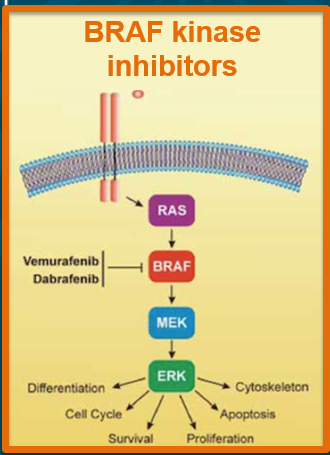 BRAF kinase
inhibitors
RAS
Vemurafenib
Dabrafenib
BRAF
MEK
ERK
Differentiation
Cytoskeleton
Cell Cycle
Apoptosis
Survival
Proliferation